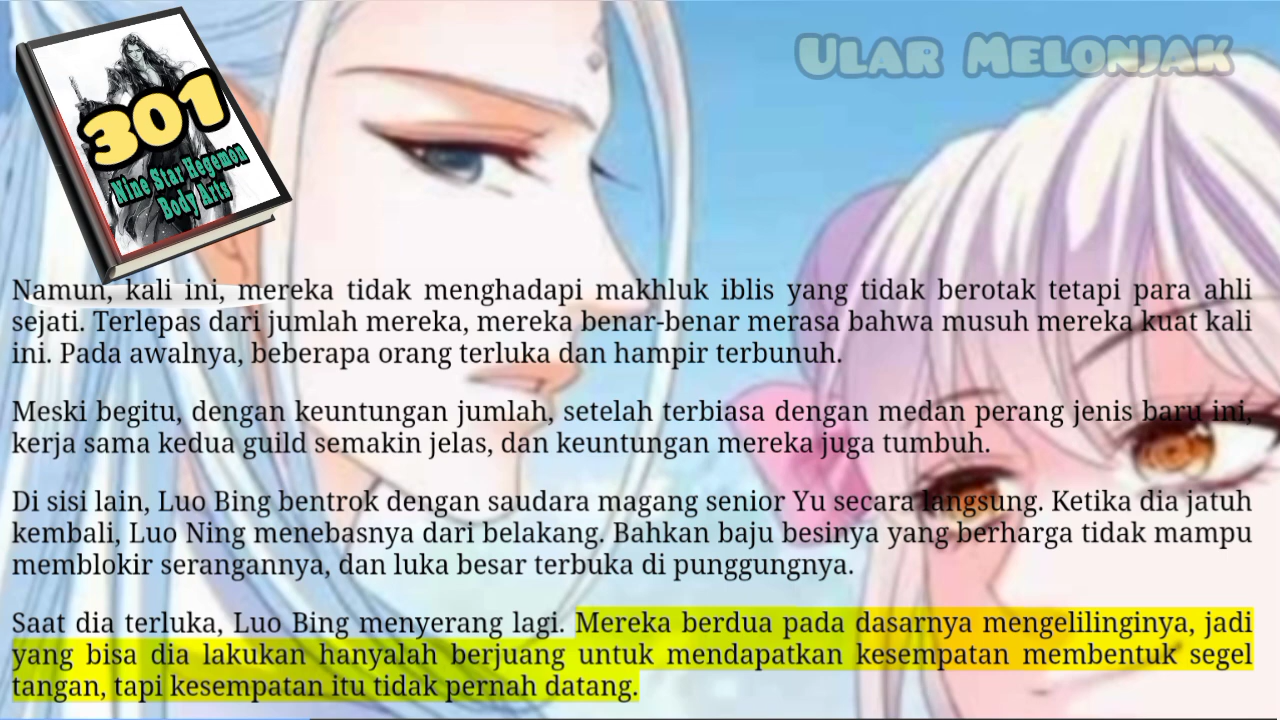 Ular Melonjak
301
Nine Star Hegemon
Body Arts
Namun, kali ini, mereka tidak menghadapi makhluk iblis yang tidak berotak tetapi para ahli
sejati. Terlepas dari jumlah mereka, mereka benar-benar merasa bahwa musuh mereka kuat kali
ini. Pada awalnya, beberapa orang terluka dan hampir terbunuh.
Meski begitu, dengan keuntungan jumlah, setelah terbiasa dengan medan perang jenis baru ini,
kerja sama kedua guild semakin jelas, dan keuntungan mereka juga tumbuh.
Di sisi lain, Luo Bing bentrok dengan saudara magang senior Yu secara langsung. Ketika dia jatuh
kembali, Luo Ning menebasnya dari belakang. Bahkan baju besinya yang berharga tidak mampu
memblokir serangannya, dan luka besar terbuka di punggungnya.
Saat dia terluka, Luo Bing menyerang lagi. Mereka berdua pada dasarnya mengelilinginya, jadi
yang bisa dia lakukan hanyalah berjuang untuk mendapatkan kesempatan membentuk segel
tangan, tapi kesempatan itu tidak pernah datang.